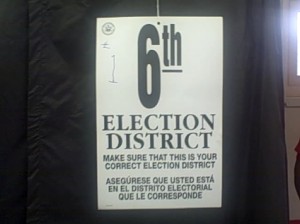 6th
ELECTION
DISTRICT
MAKE SURE THAT THIS IS YOUR
CORRECT ELECTION DISTRICT
ASEGÚRESE QUE USTED ESTÁ
EN EL DISTRITO ELECTORIAL
QUE LE CORRESPONDE